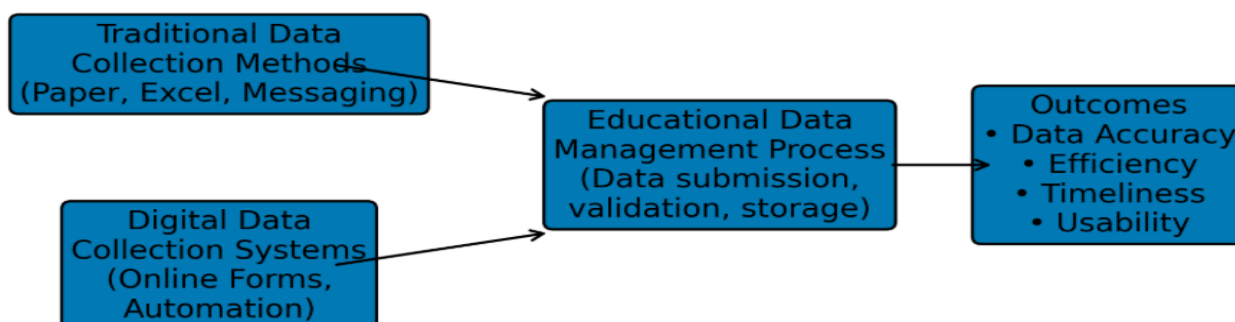 Traditional Data
Collection Methods
(Paper, Excel, Messaging)
Digital Data
Collection Systems
(Online Forms,
Automation)
Educational Data
Management Process
(Data submission,
validation, storage)
Outcomes
• Data Accuracy
• Efficiency
• Timeliness
• Usability